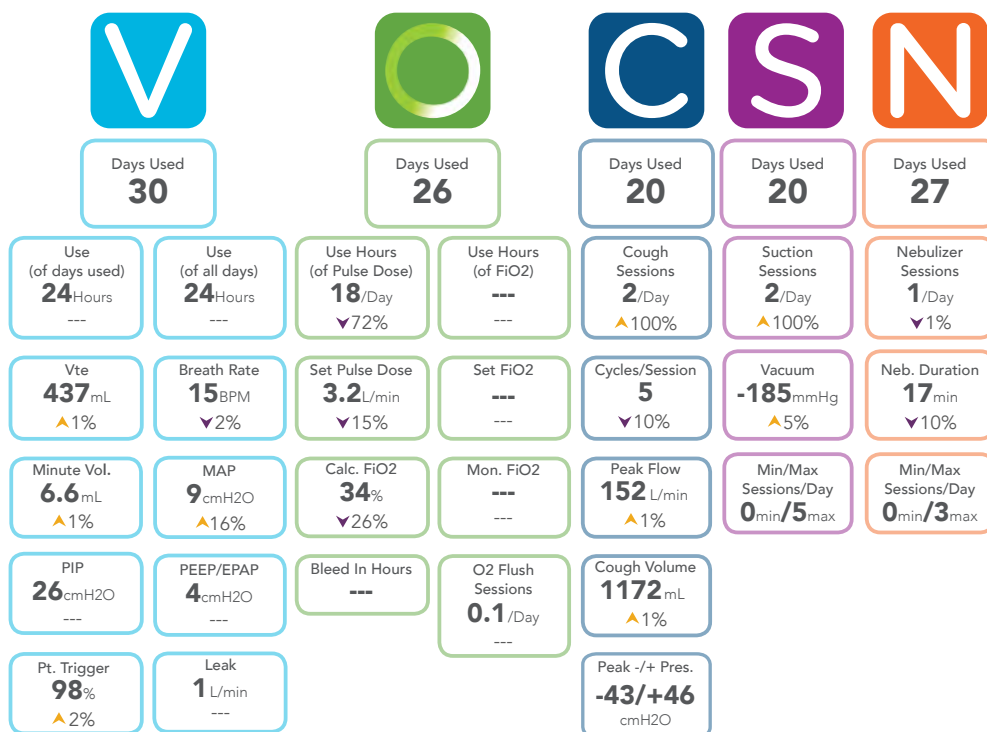 V
O
C
S
N
Days Used
30
Days Used
26
Days Used
20
Days Used
20
Days Used
27
Use
(of days used)
24Hours
---
Use
(of all days)
24Hours
---
Use Hours
(of Pulse Dose)
18/Day
72%
Use Hours
(of FiO2)
---
---
Cough
Sessions
2/Day
100%
Suction
Sessions
2/Day
100%
Nebulizer
Sessions
1/Day
1%
Vte
437mL
1%
Breath Rate
15BPM
2%
Set Pulse Dose
3.2L/min
15%
Set FiO2
---
---
Cycles/Session
5
10%
Vacuum
-185mmHg
5%
Neb. Duration
17min
10%
Minute Vol.
6.6mL
1%
MAP
9cmH2O
16%
Calc. FiO2
34%
26%
Mon. FiO2
---
---
Peak Flow
152 L/min
1%
Min/Max
Sessions/Day
0min/5max
Min/Max
Sessions/Day
0min/3max
PIP
26cmH2O
---
PEEP/EPAP
4cmH2O
---
Bleed In Hours
---
O2 Flush
Sessions
0.1/Day
---
Cough Volume
1172mL
1%
Pt. Trigger
98%
2%
Leak
1 L/min
---
Peak -/+ Pres.
-43/+46
cmH2O